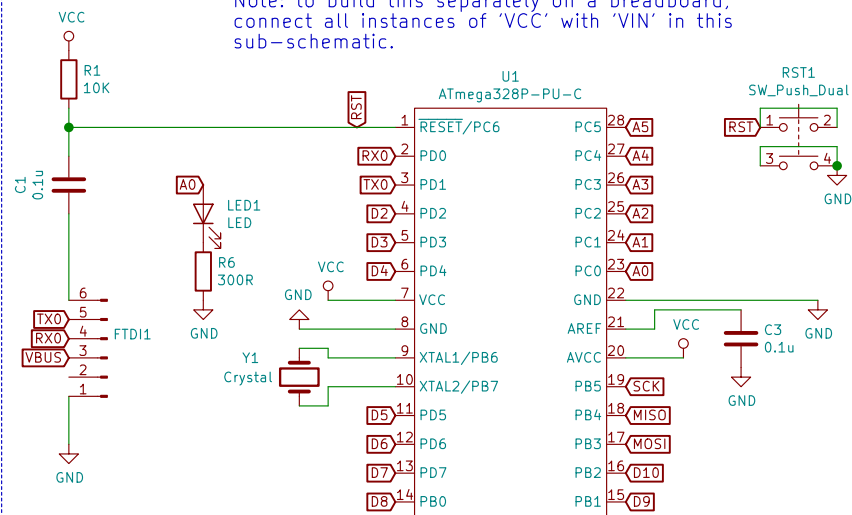 Note: to build this separately on a breadboard,
connect all instances of 'VCC' with 'VIN' in this
sub-schematic.
VCC
R1
10K
C1
0.1u
RST
U1
ATmega328P-PU-C
RST1
SW_Push_Dual
RST 1 2
3 4
GND
1 RESET/PC6 PC5 28 A5
RX0 2 PD0 PC4 27 A4
TX0 3 PD1 PC3 26 A3
D2 4 PD2 PC2 25 A2
D3 5 PD3 PC1 24 A1
D4 6 PD4 PC0 23 A0
7 VCC GND 22
8 GND AREF 21
9 XTAL1/PB6 AVCC 20
10 XTAL2/PB7 PB5 19 SCK
D5 11 PD5 PB4 18 MISO
D6 12 PD6 PB3 17 MOSI
D7 13 PD7 PB2 16 D10
D8 14 PB0 PB1 15 D9
A0
LED1
LED
R6
300R
GND
VCC
GND
Y1
Crystal
GND
VCC
C3
0.1u
GND
6
TX0 5
RX0 4
VBUS 3
2
1
FTDI1
GND